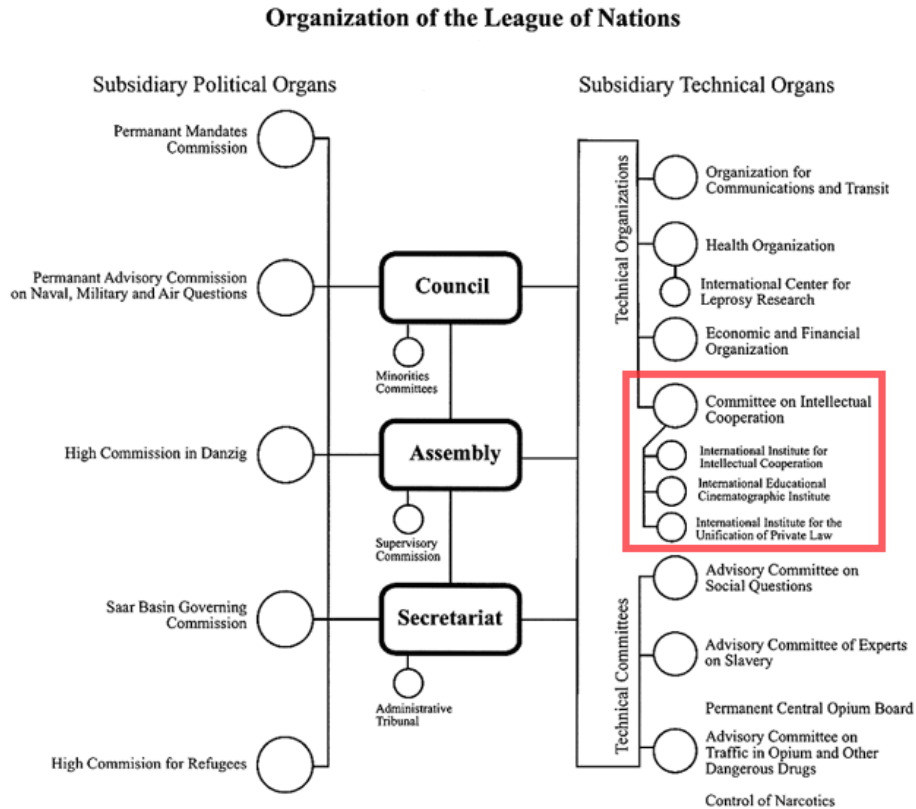 Organization of the League of Nations
Subsidiary Political Organs
Permanant Mandates
Commission
Permanant Advisory Commission
on Naval, Military and Air Questions
High Commission in Danzig
Saar Basin Governing
Commission
High Commision for Refugees
Council
Minorities
Committees
Assembly
Supervisory
Commission
Secretariat
Administrative
Tribunal
Subsidiary Technical Organs
Technical Organizations
Organization for
Communications and Transit
Health Organization
International Center for
Leprosy Research
Economic and Financial
Organization
Committee on Intellectual
Cooperation
International Institute for
Intellectual Cooperation
International Educational
Cinematographic Institute
International Institute for the
Unification of Private Law
Technical Committees
Advisory Committee on
Social Questions
Advisory Committee of Experts
on Slavery
Permanent Central Opium Board
Advisory Committee on
Traffic in Opium and Other
Dangerous Drugs
Control of Narcotics